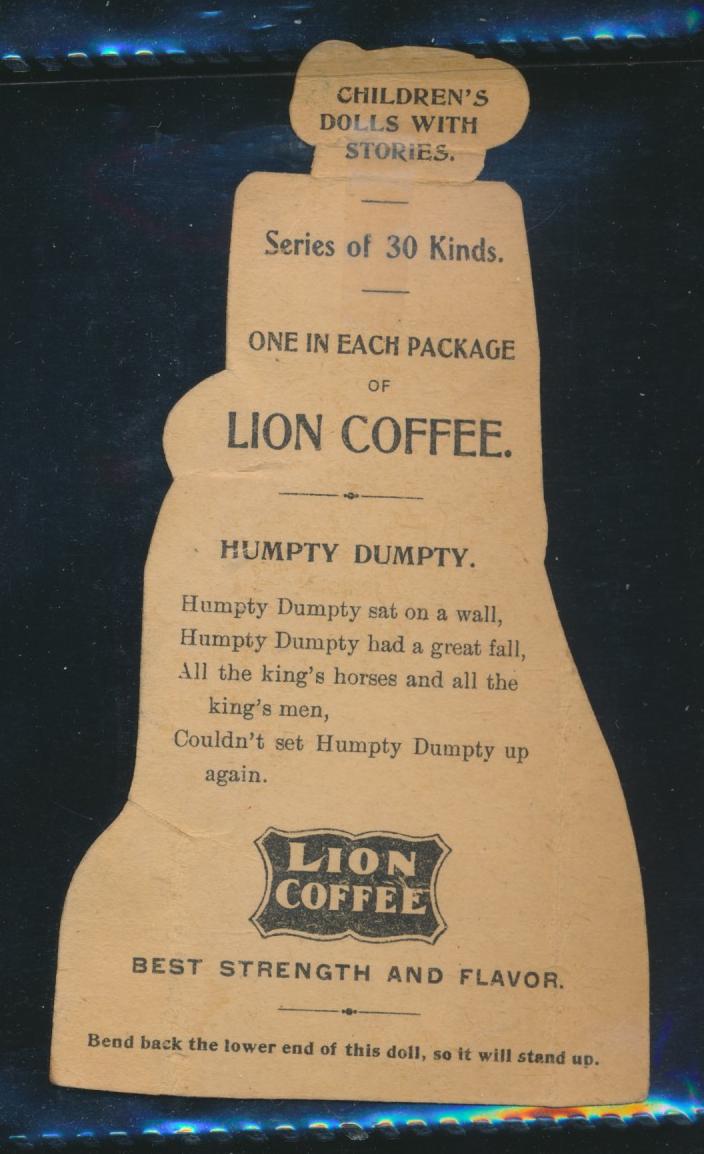 CHILDREN'S
DOLLS WITH
STORIES.
Series of 30 Kinds.
ONE IN EACH PACKAGE
OF
LION COFFEE.
HUMPTY DUMPTY.
Humpty Dumpty sat on a wall,
Humpty Dumpty had a great fall,
All the king's horses and all the
king's men,
Couldn't set Humpty Dumpty up
again.
LION
COFFEE
BEST STRENGTH AND FLAVOR.
Bend back the lower end of this doll, so it will stand up.